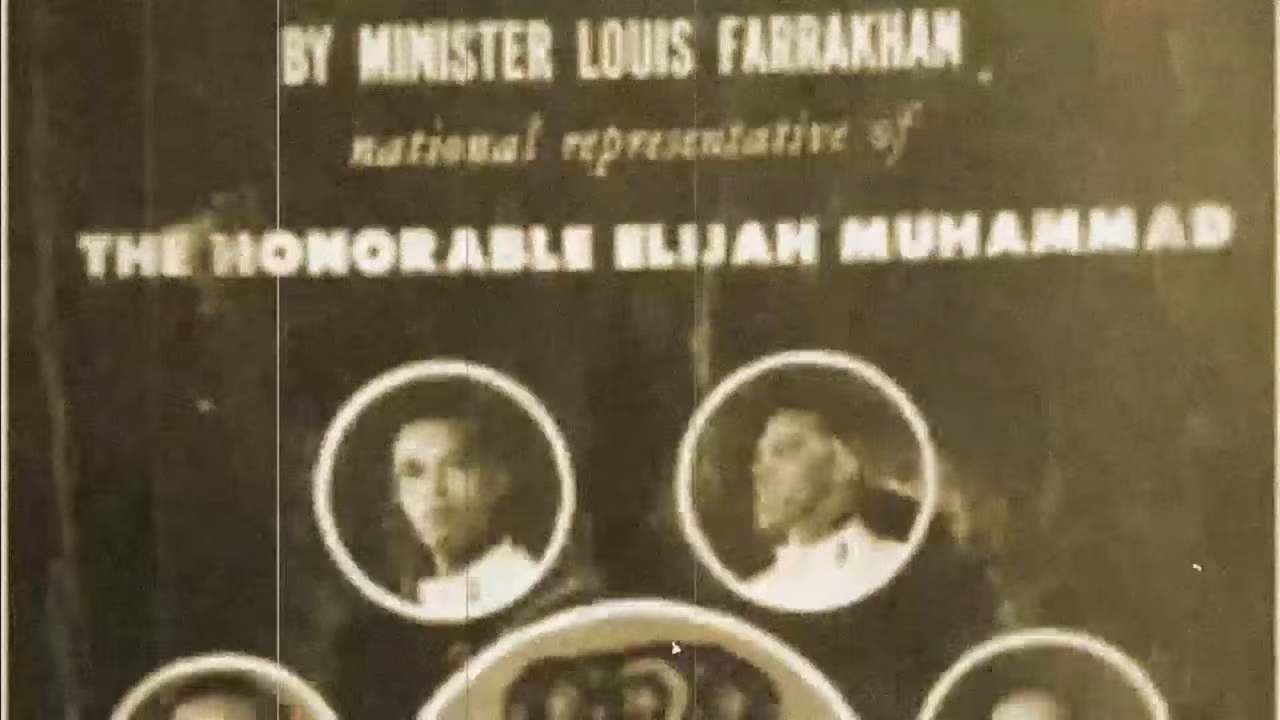 BY MINISTER LOUIS FARRAKHAN
national representative of
THE HONORABLE ELIJAH MUHAMMAD